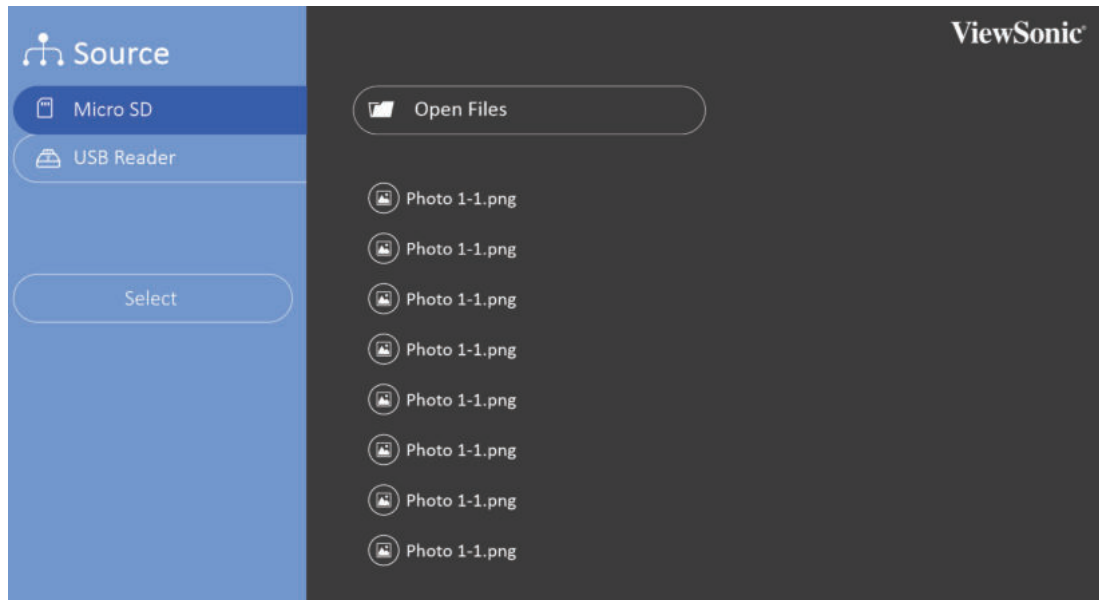 Source
Micro SD
USB Reader
Select
ViewSonic
Open Files
Photo 1-1.png
Photo 1-1.png
Photo 1-1.png
Photo 1-1.png
Photo 1-1.png
Photo 1-1.png
Photo 1-1.png
Photo 1-1.png